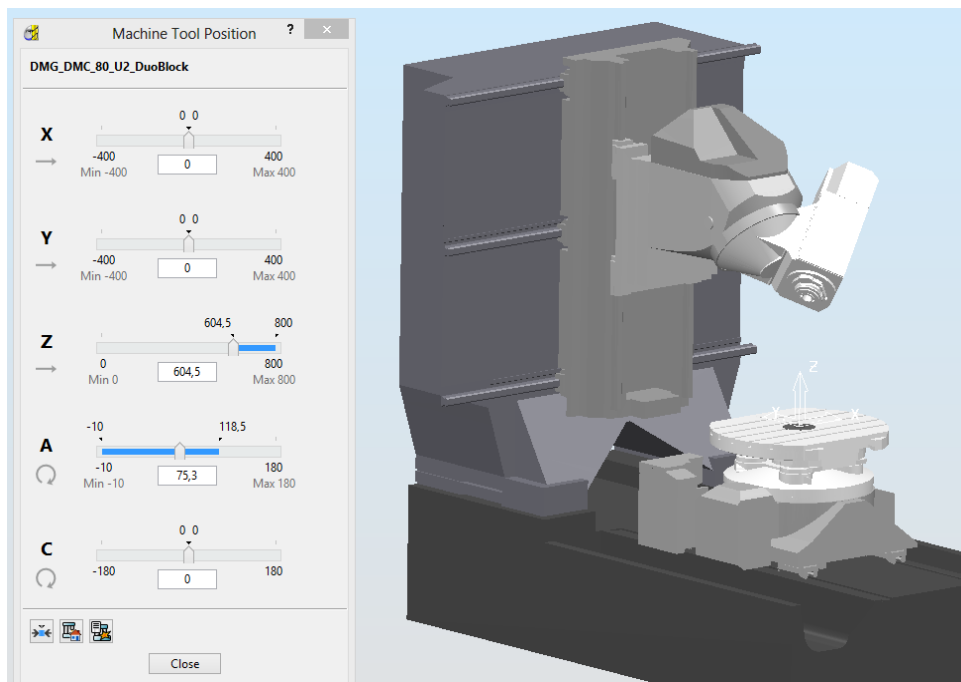 Machine Tool Position ? ×
DMG_DMC_80_U2_DuoBlock
0 0
X
-400 0 400
Min -400 Max 400
0 0
Y
-400 0 400
Min -400 Max 400
604,5 800
Z
0 604,5 800
Min 0 Max 800
-10 118,5
A
-10 75,3 180
Min -10 Max 180
0 0
C
-180 0 180
Close
Z
Y X